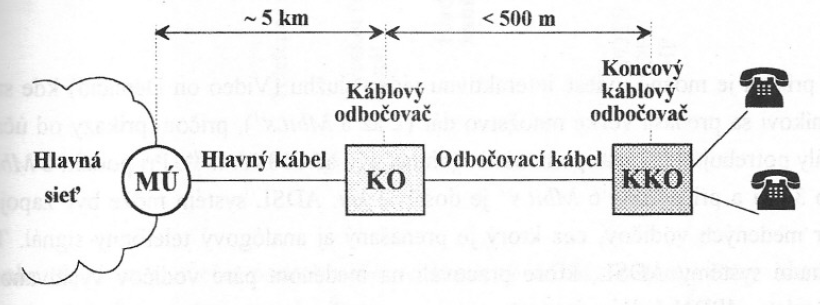 ~ 5 km
< 500 m
Káblový
odbočovač
Koncový
káblový
odbočovač
Hlavná
sieť
MÚ
Hlavný kábel
KO
Odbočovací kábel
KKO